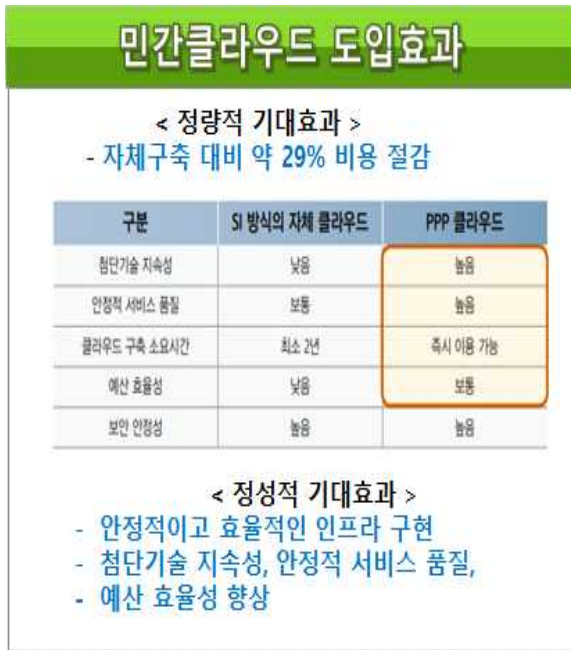 민간클라우드 도입효과
< 정량적 기대효과 >
- 자체구축 대비 약 29% 비용 절감
구분 SI 방식의 자체 클라우드 PPP 클라우드
첨단기술 지속성 낮음 높음
안정적 서비스 품질 보통 높음
클라우드 구축 소요시간 최소 2년 즉시 이용 가능
예산 효율성 낮음 보통
보안 안정성 높음 높음
< 정성적 기대효과 >
- 안정적이고 효율적인 인프라 구현
- 첨단기술 지속성, 안정적 서비스 품질,
- 예산 효율성 향상